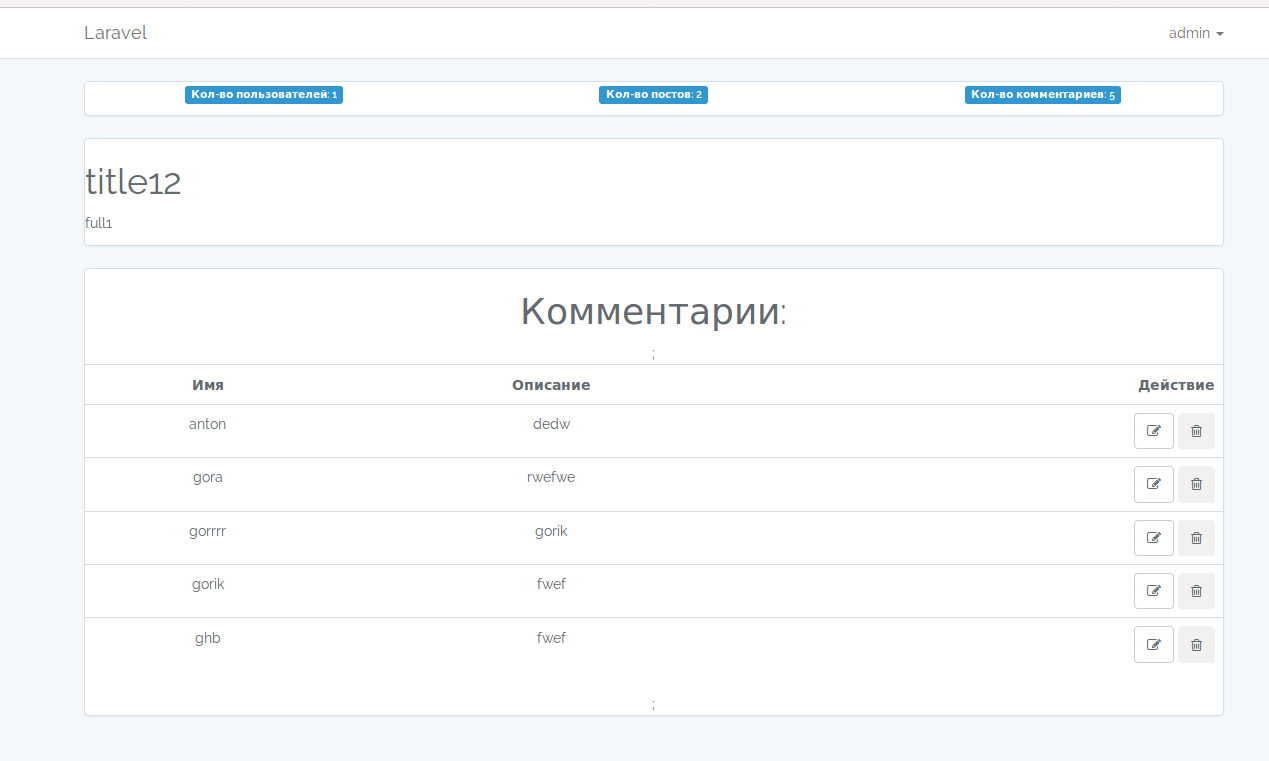 Laravel admin
Кол-во пользователей: 1 Кол-во постов: 2 Кол-во комментариев: 5
title12
full1
Комментарии:
;
Имя Описание Действие
anton dedw
gora rwefwe
gorrrr gorik
gorik fwef
ghb fwef
;